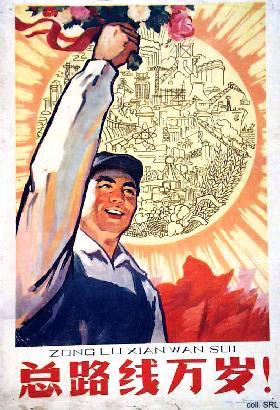 ZONG LU XIAN WAN SUI
总路线万岁!
coll. SRL